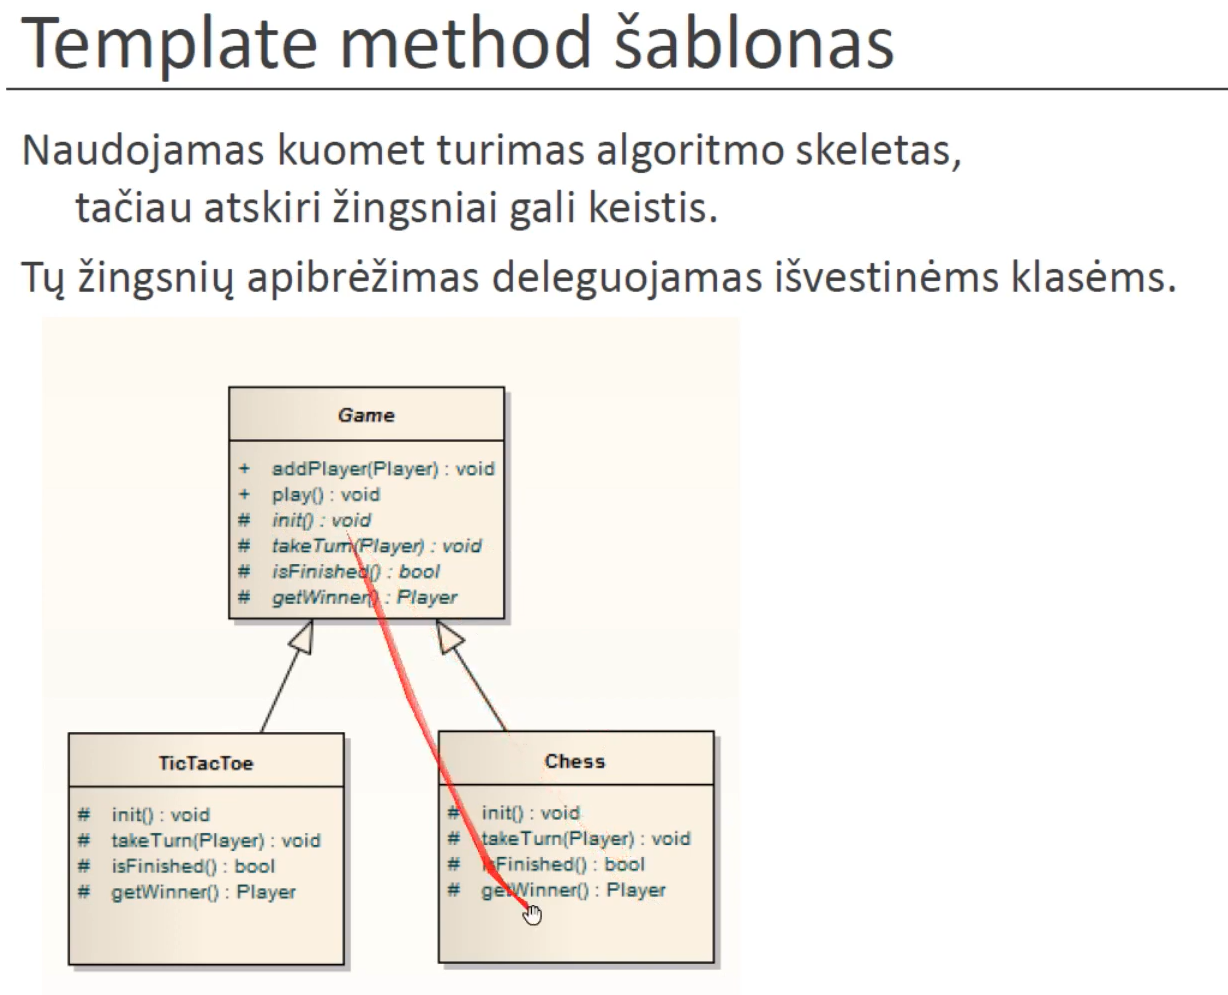 Template method šablonas
Naudojamas kuomet turimas algoritmo skeletas,
tačiau atskiri žingsniai gali keistis.
Tų žingsnių apibrėžimas deleguojamas išvestinėms klasėms.
Game
+ addPlayer(Player) : void
+ play() : void
# init() : void
# takeTurn(Player) : void
# isFinished() : bool
# getWinner() : Player
TicTacToe
# init() : void
# takeTurn(Player) : void
# isFinished() : bool
# getWinner() : Player
Chess
# init() : void
# takeTurn(Player) : void
# isFinished() : bool
# getWinner() : Player